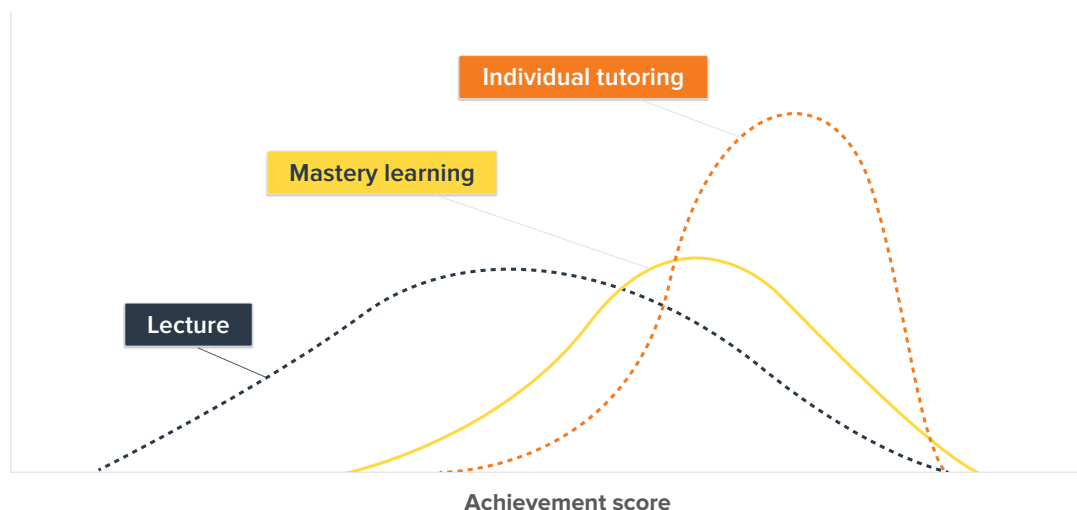 Individual tutoring
Mastery learning
Lecture
Achievement score